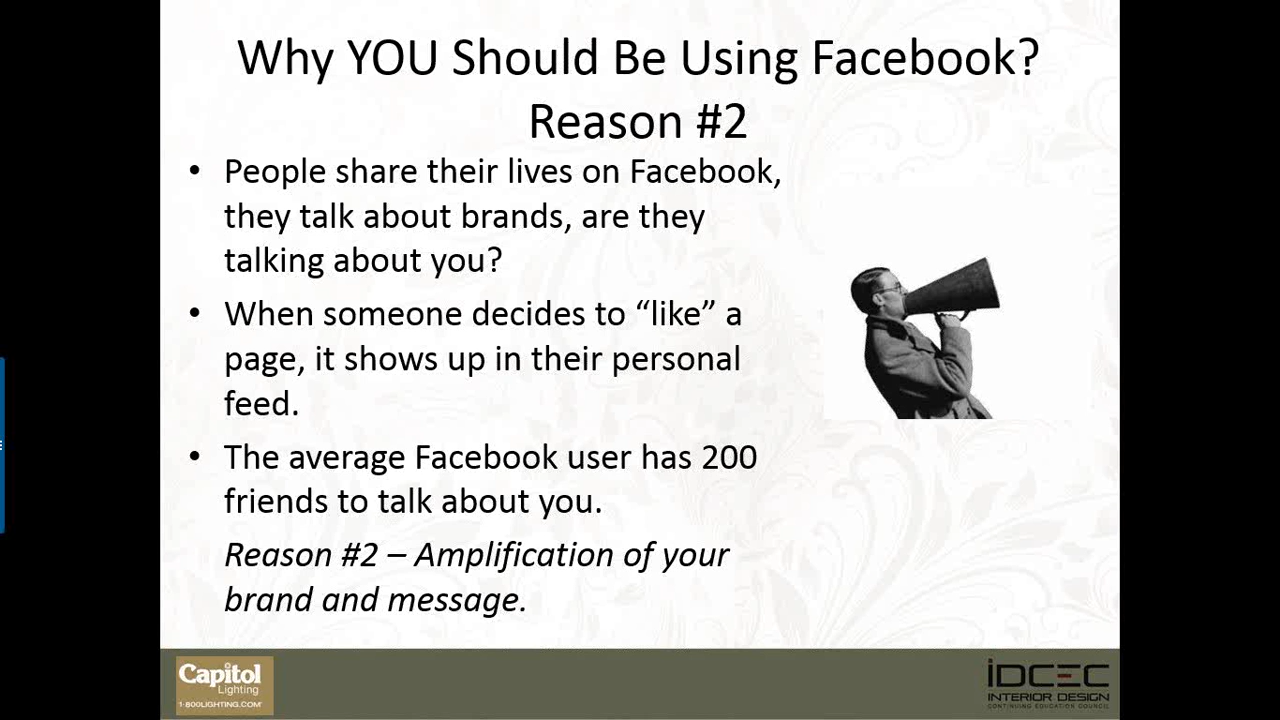 Why YOU Should Be Using Facebook?
Reason #2
• People share their lives on Facebook,
they talk about brands, are they
talking about you?
• When someone decides to “like” a
page, it shows up in their personal
feed.
• The average Facebook user has 200
friends to talk about you.
Reason #2 – Amplification of your
brand and message.
Capitol
Lighting
1-800LIGHTING.COM
IDCEC
INTERIOR DESIGN
CONTINUING EDUCATION COUNCIL